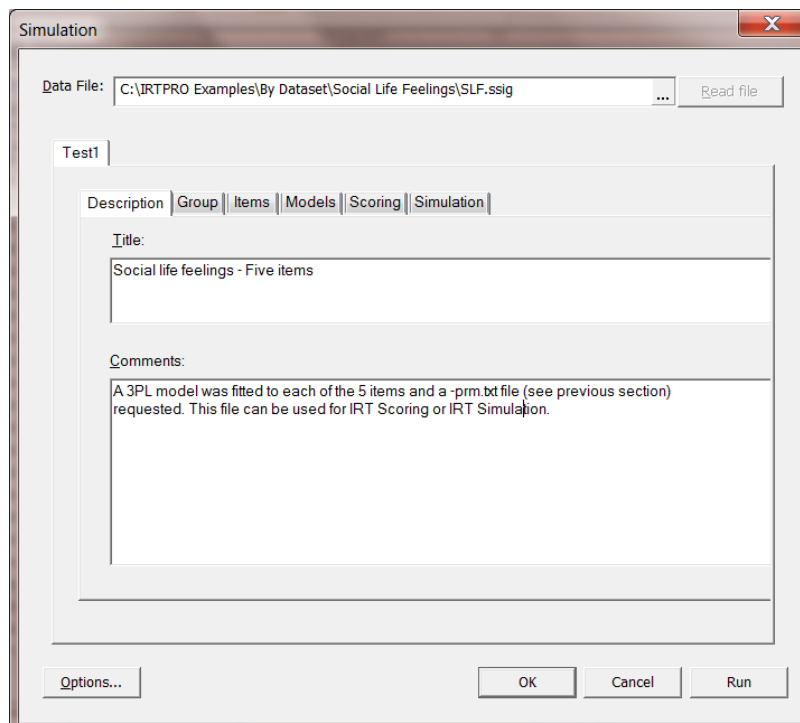 Simulation
X
Data File: C:\IRTPRO Examples\By Dataset\Social Life Feelings\SLF.ssig ... Read file
Test1
Description Group Items Models Scoring Simulation
Title:
Social life feelings - Five items
Comments:
A 3PL model was fitted to each of the 5 items and a -prm.txt file (see previous section)
requested. This file can be used for IRT Scoring or IRT Simulation.
Options... OK Cancel Run